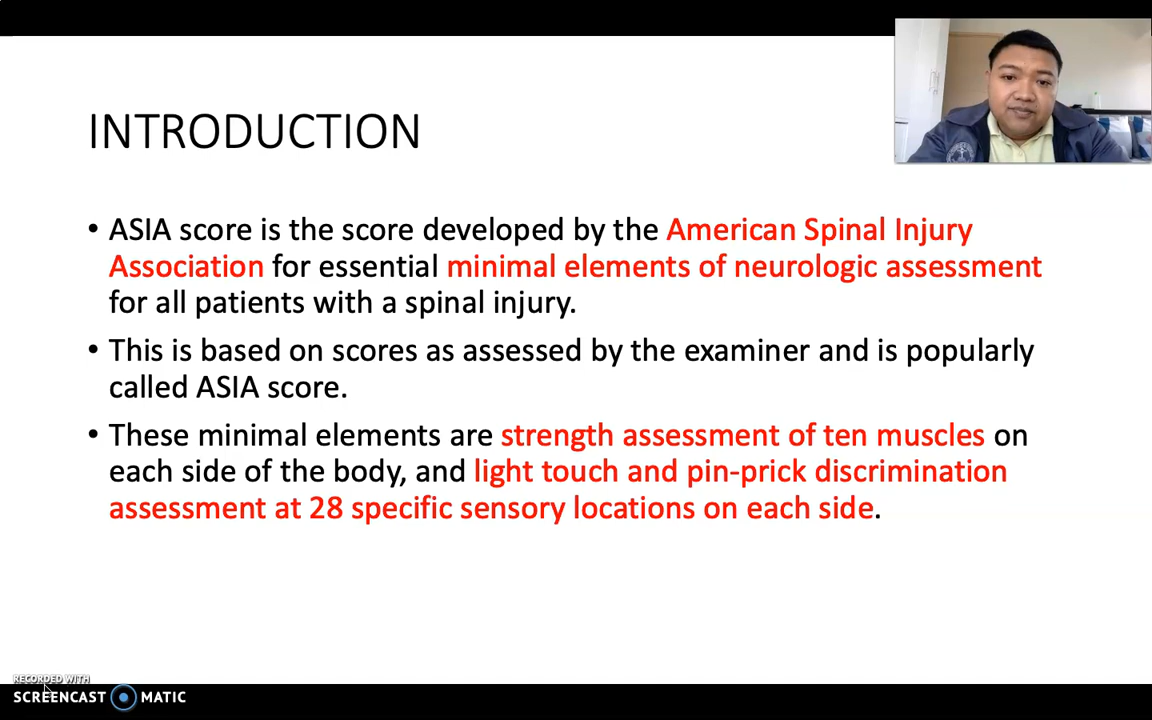 INTRODUCTION
• ASIA score is the score developed by the American Spinal Injury
Association for essential minimal elements of neurologic assessment
for all patients with a spinal injury.
• This is based on scores as assessed by the examiner and is popularly
called ASIA score.
• These minimal elements are strength assessment of ten muscles on
each side of the body, and light touch and pin-prick discrimination
assessment at 28 specific sensory locations on each side.
RECORDED WITH
SCREENCAST MATIC